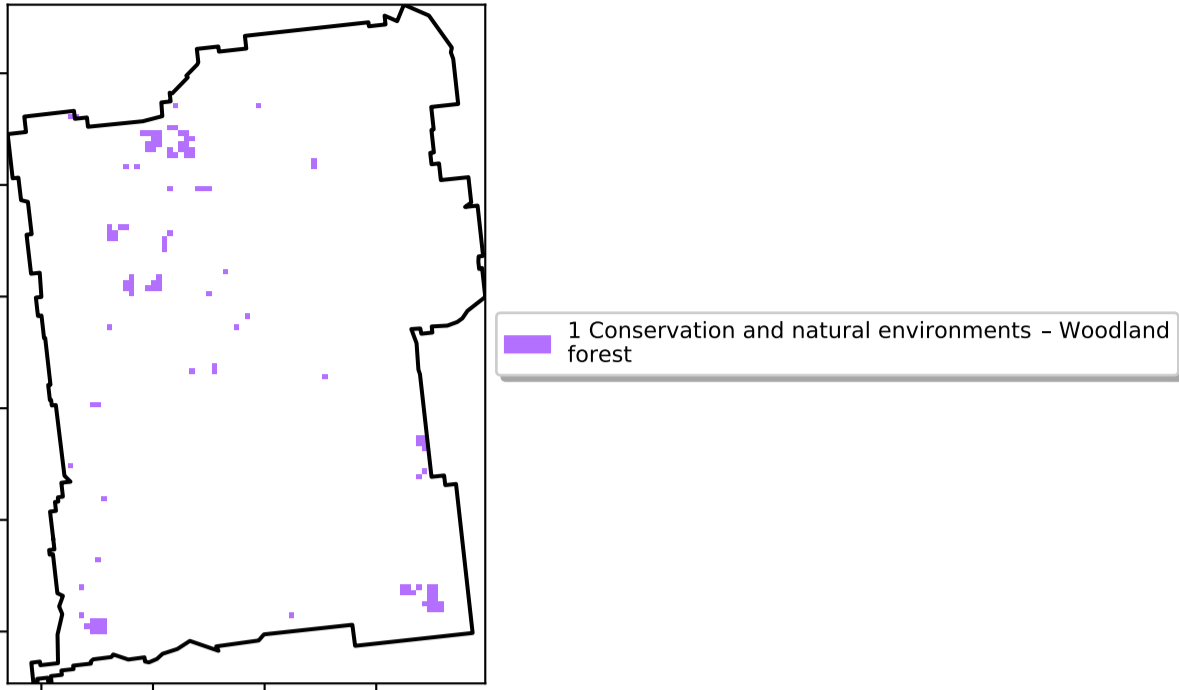 1 Conservation and natural environments – Woodland
forest